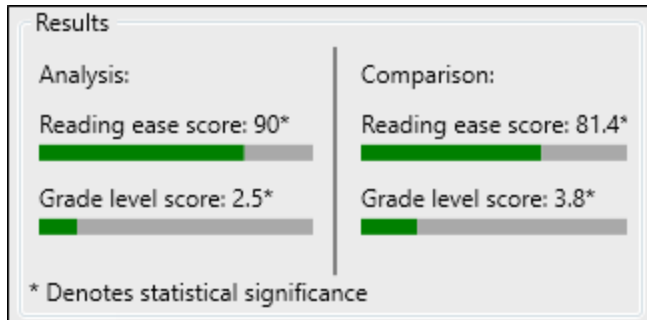 Results
Analysis:
Reading ease score: 90*
Grade level score: 2.5*
Comparison:
Reading ease score: 81.4*
Grade level score: 3.8*
* Denotes statistical significance